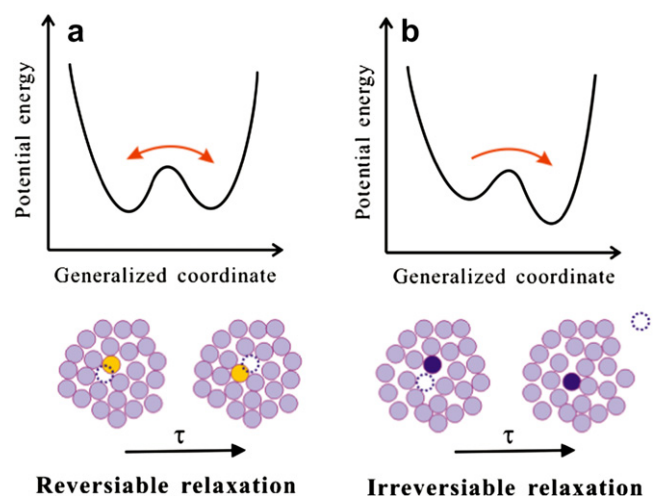 a
Potential energy
Generalized coordinate
τ
Reversiable relaxation
b
Potential energy
Generalized coordinate
τ
Irreversiable relaxation